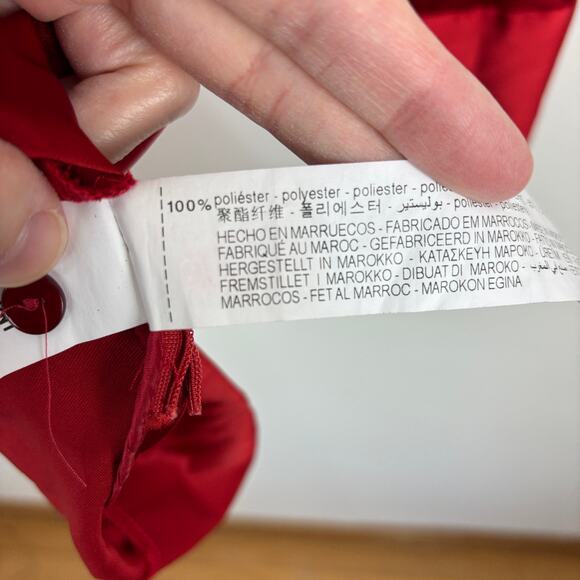 100% poliéster - polyester - poliester -
聚酯纤维 - 폴리에스터 - بوليستير -
HECHO EN MARRUECOS - FABRICADO EM MARROCOS
FABRIQUÉ AU MAROC - GEFABRICEERD IN MAROKKO
HERGESTELLT IN MAROKKO - ΚΑΤΑΣΚΕΥΗ ΜΑΡΟΚΟ
FREMSTILLET I MAROKKO - DIBUAT DI MAROKO -
MARROCOS - FET AL MARROC - MAROKON EGINA